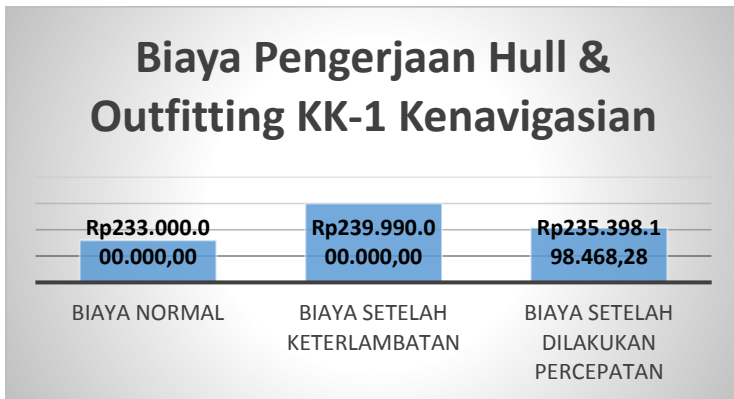 Biaya Pengerjaan Hull &
Outfitting KK-1 Kenavigasian
Rp233.000.0
00.000,00
Rp239.990.0
00.000,00
Rp235.398.1
98.468,28
BIAYA NORMAL
BIAYA SETELAH
KETERLAMBATAN
BIAYA SETELAH
DILAKUKAN
PERCEPATAN